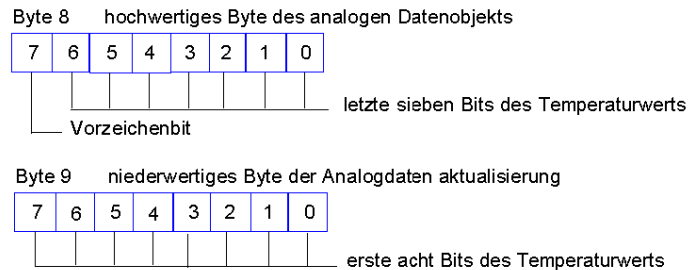 Byte 8 hochwertiges Byte des analogen Datenobjekts
7 6 5 4 3 2 1 0
letzte sieben Bits des Temperaturwerts
Vorzeichenbit
Byte 9 niederwertiges Byte der Analogdaten aktualisierung
7 6 5 4 3 2 1 0
erste acht Bits des Temperaturwerts